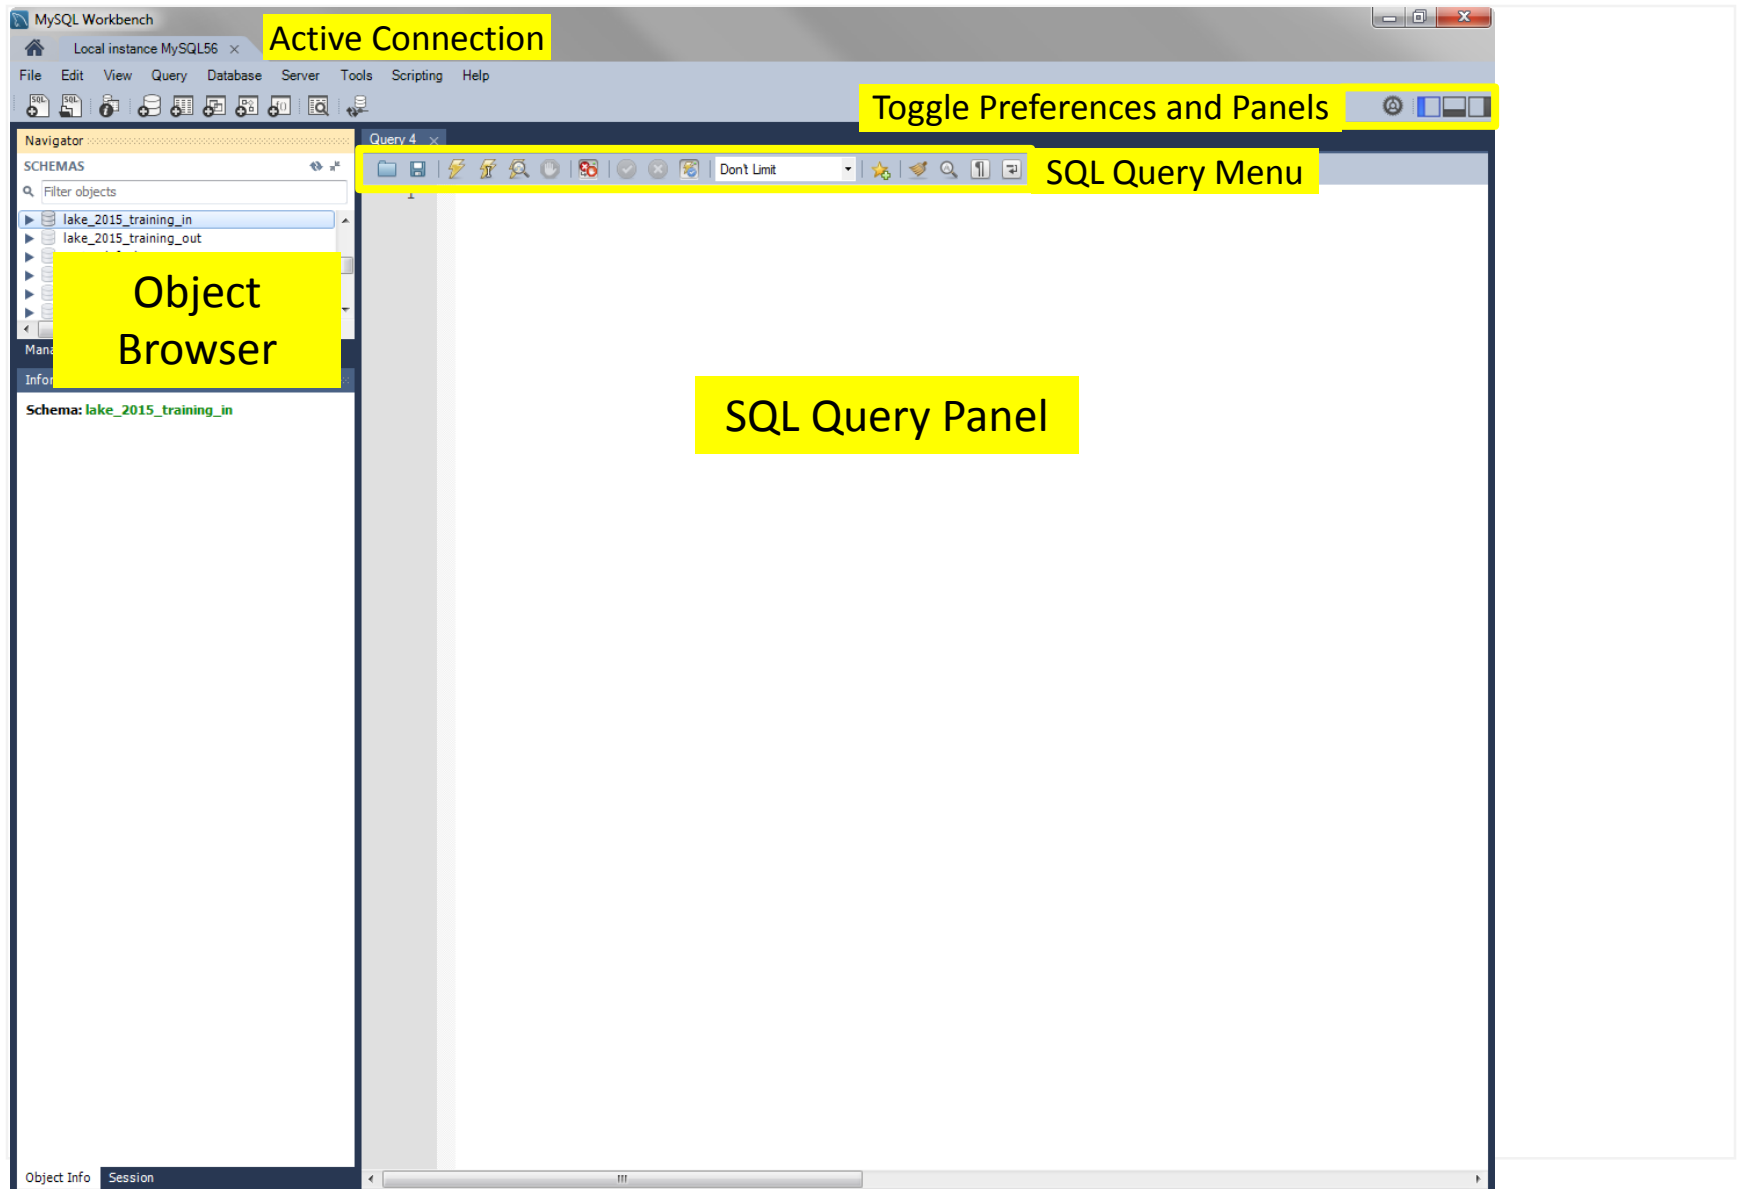 MySQL Workbench
Local instance MySQL56
Active Connection
File Edit View Query Database Server Tools Scripting Help
Toggle Preferences and Panels
Navigator
Query 4
SCHEMAS
Don't Limit
SQL Query Menu
Filter objects
1
lake_2015_training_in
lake_2015_training_out
Object
Browser
Schema: lake_2015_training_in
SQL Query Panel
Object Info Session